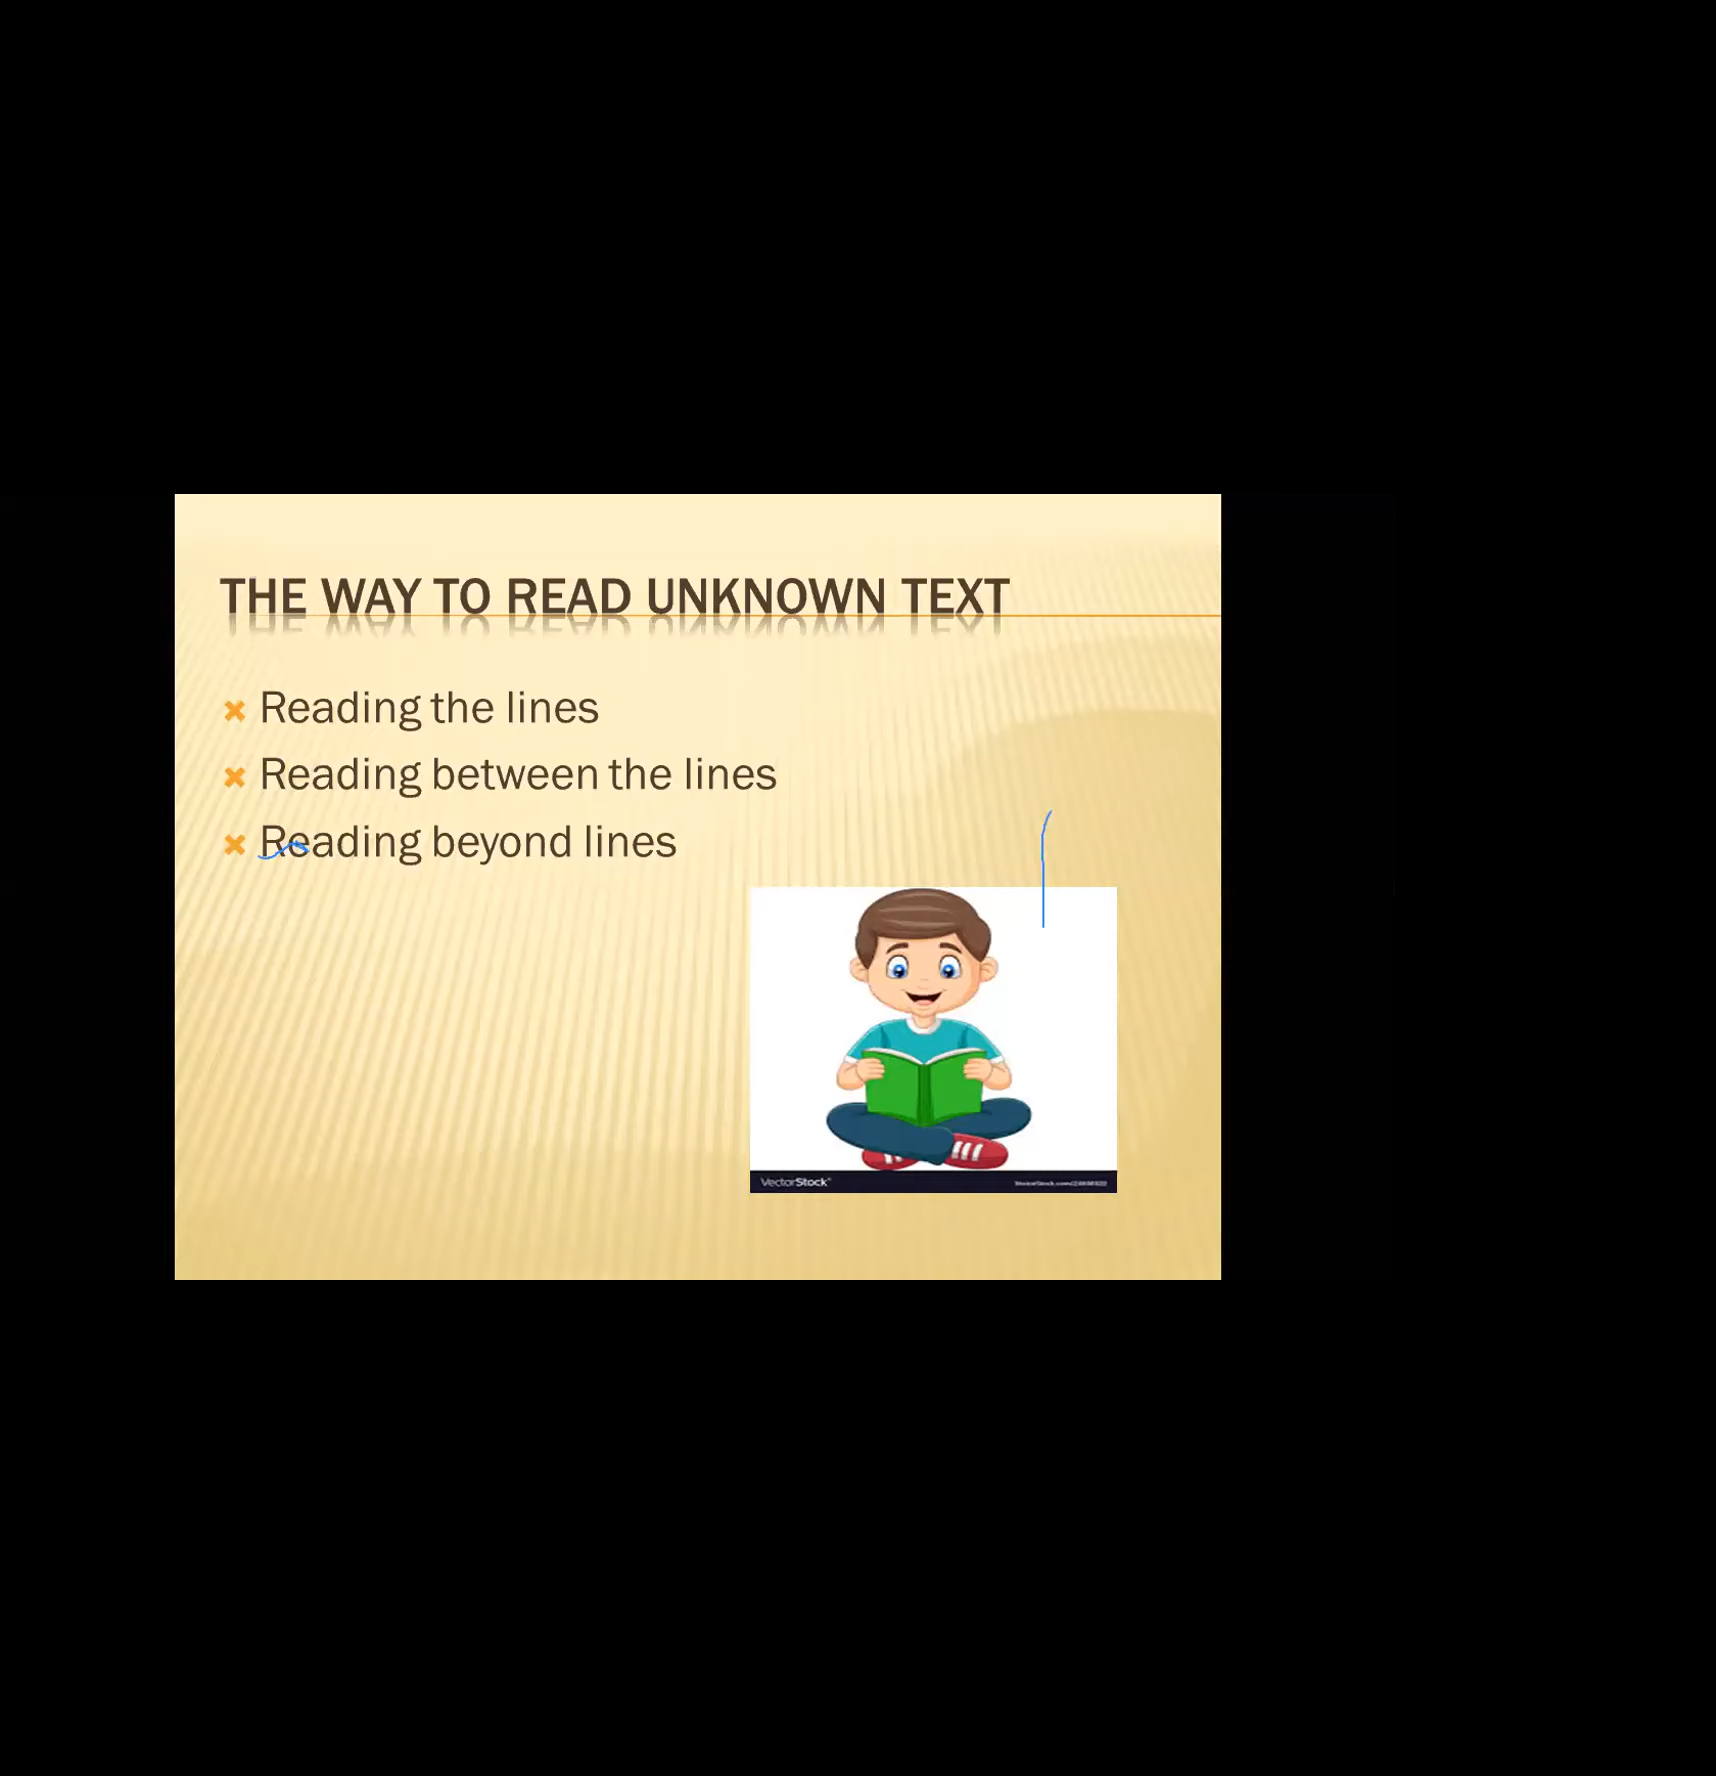 THE WAY TO READ UNKNOWN TEXT
Reading the lines
Reading between the lines
Reading beyond lines
VectorStock®